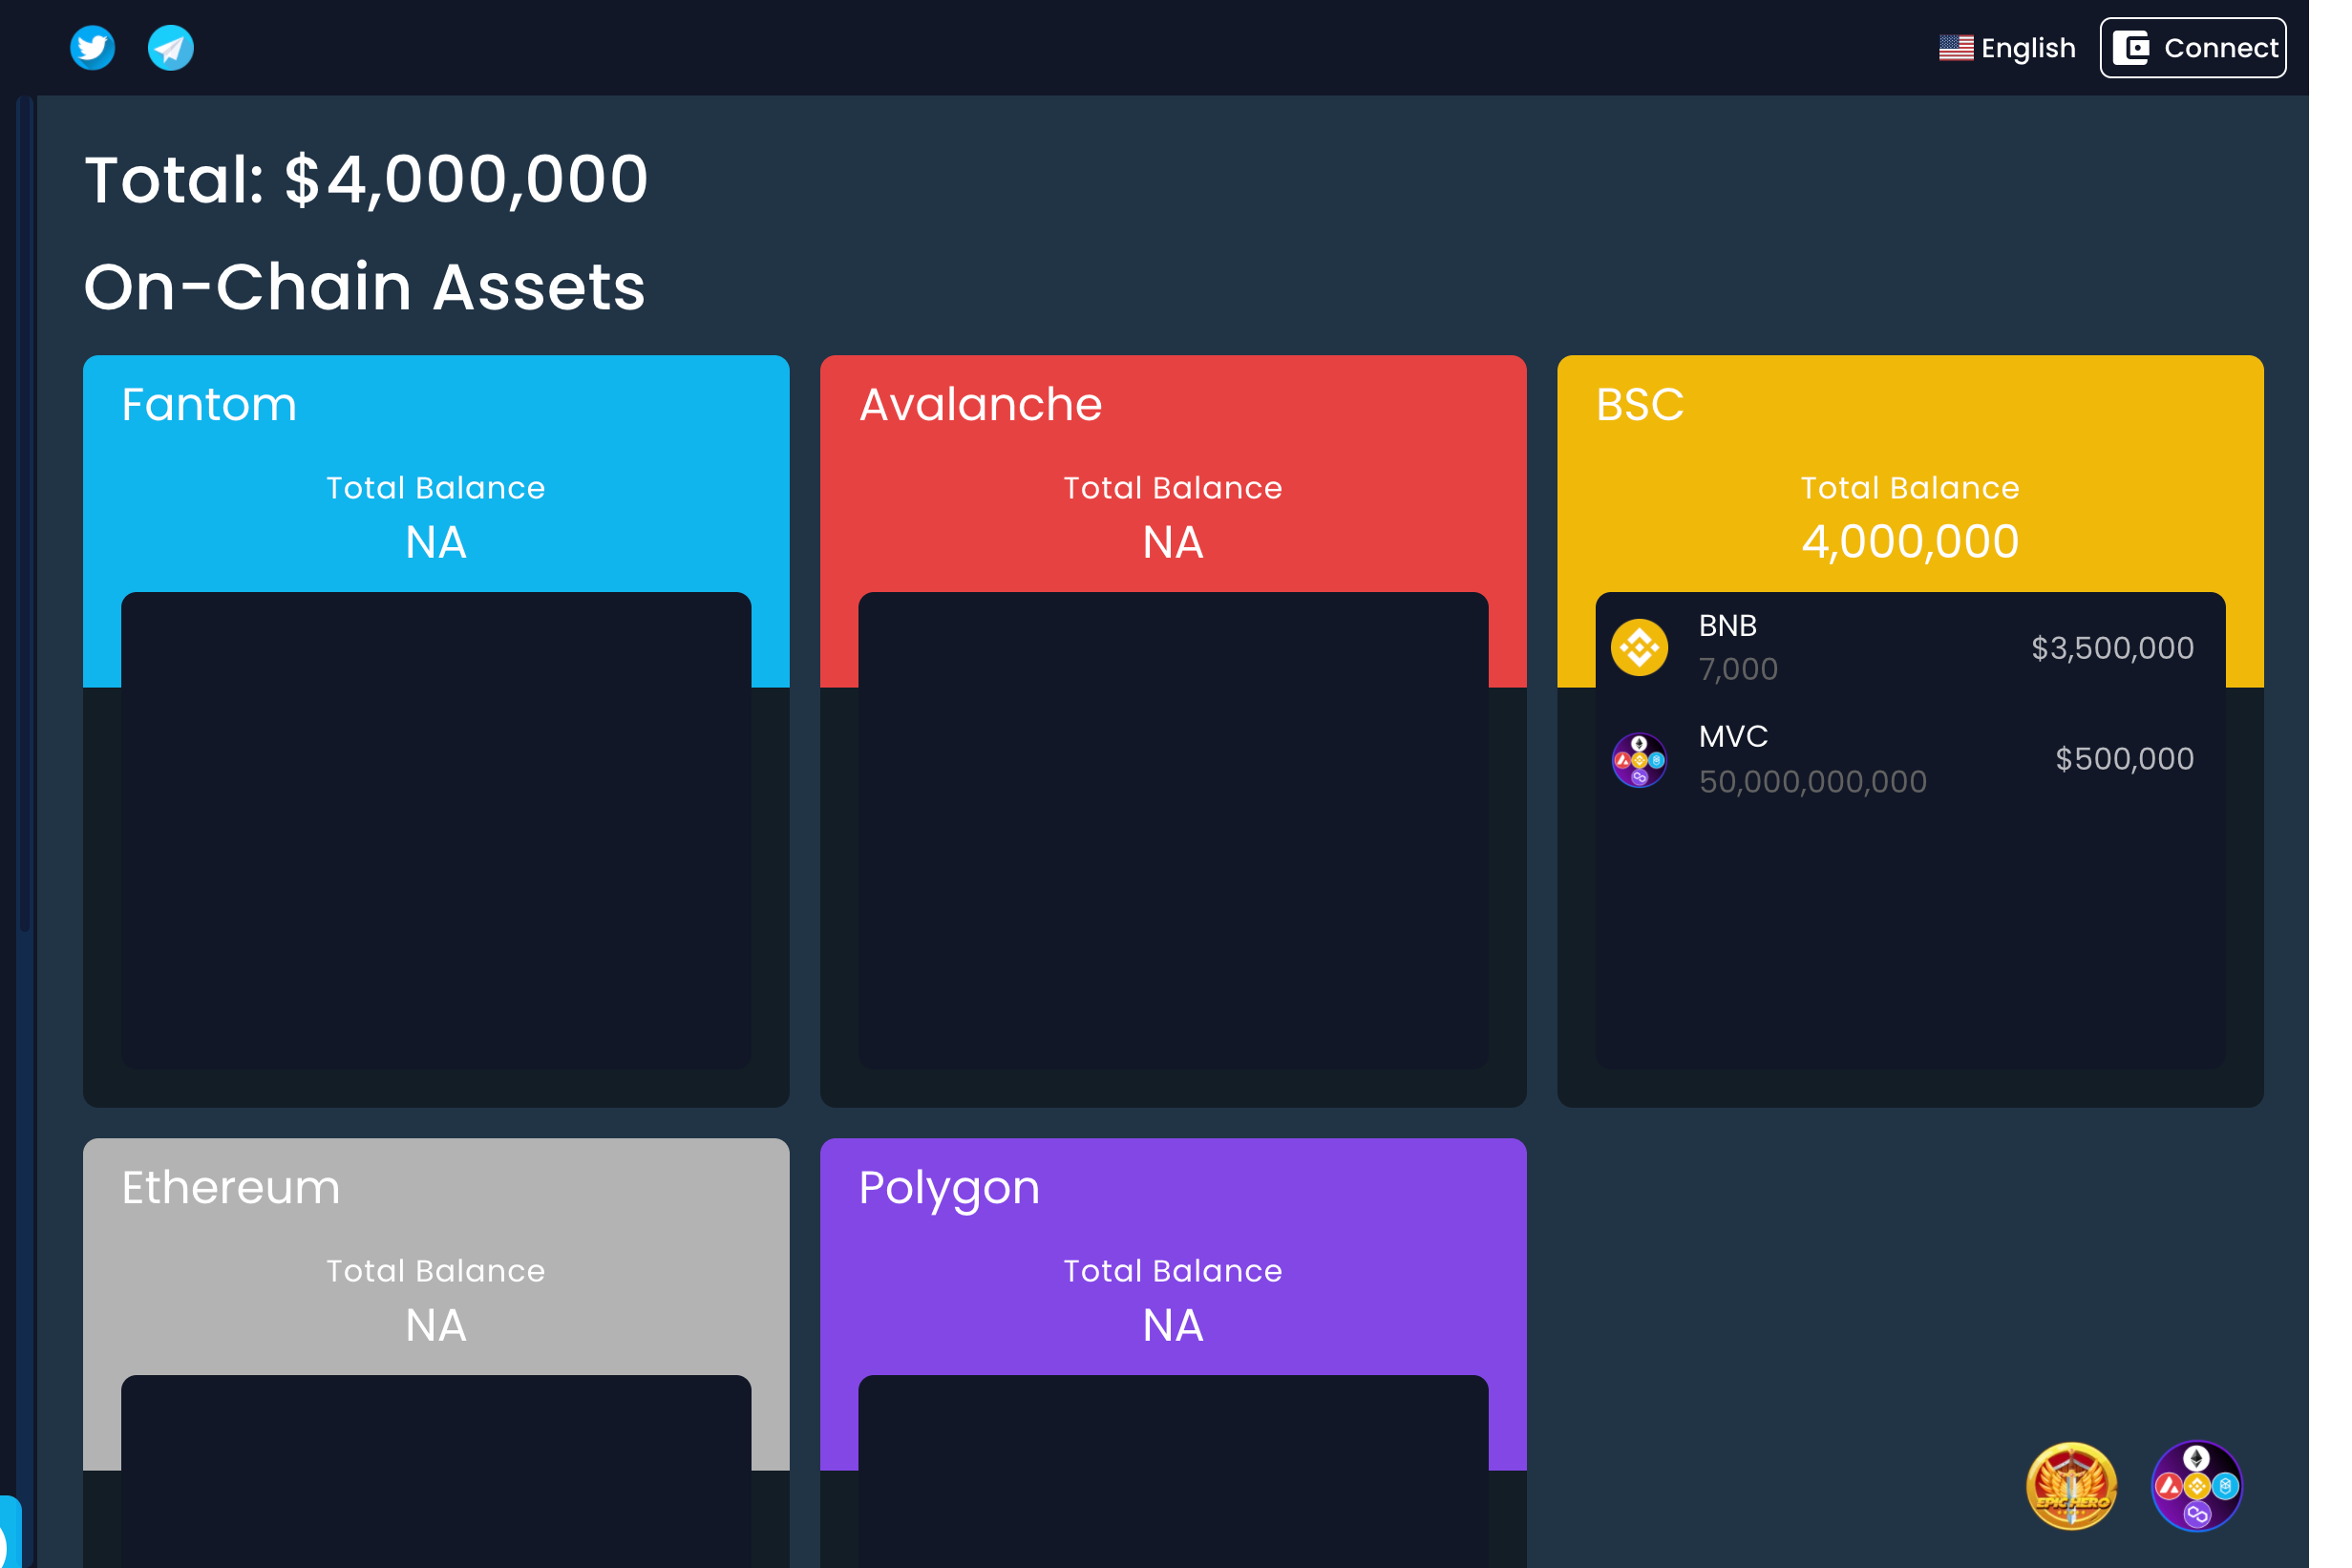 English
Connect
Total: $4,000,000
On-Chain Assets
Fantom
Total Balance
NA
Avalanche
Total Balance
NA
BSC
Total Balance
4,000,000
BNB
7,000
$3,500,000
MVC
50,000,000,000
$500,000
Ethereum
Total Balance
NA
Polygon
Total Balance
NA
EPIC HERO